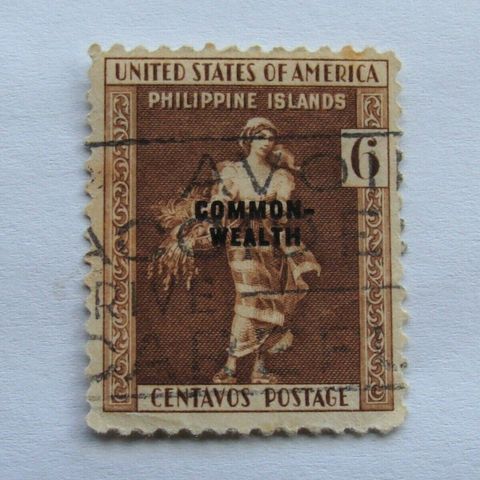 UNITED STATES OF AMERICA
PHILIPPINE ISLANDS
6
COMMON-
WEALTH
CENTAVOS POSTAGE